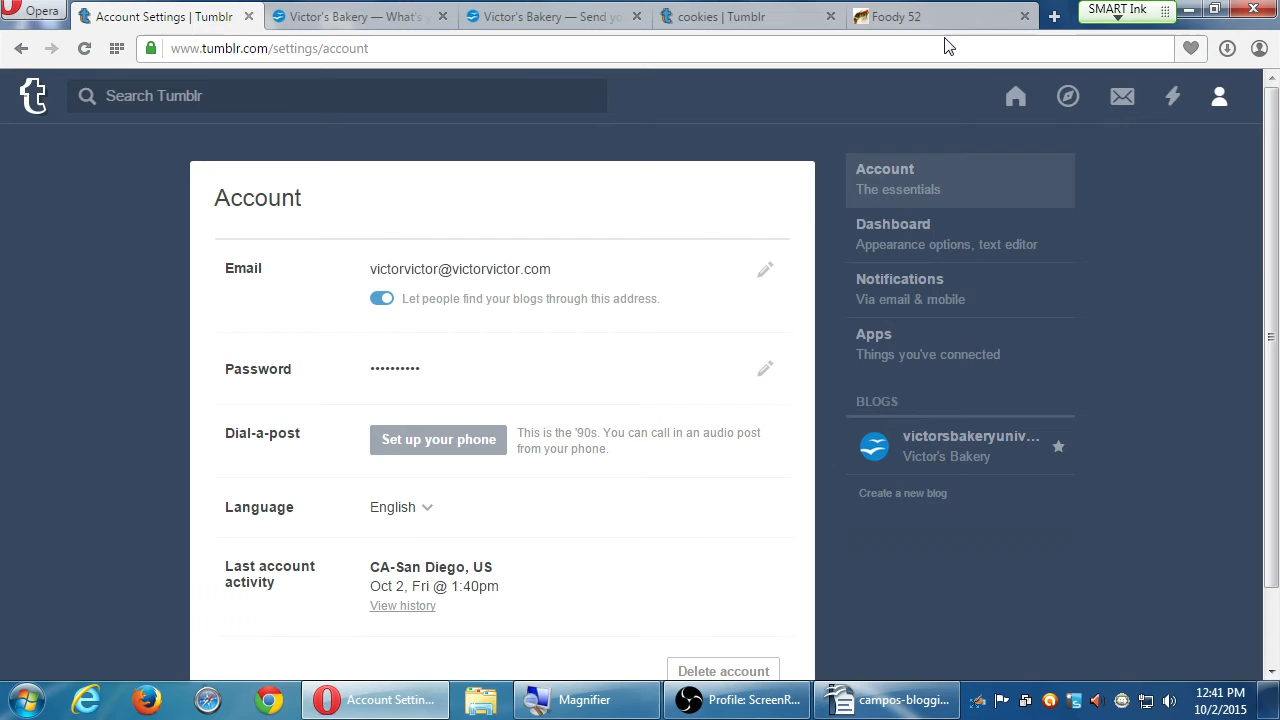 Opera
Account Settings | Tumblr
Victor's Bakery — What's y
Victor's Bakery — Send yo
cookies | Tumblr
Foody 52
SMART Ink
www.tumblr.com/settings/account
Search Tumblr
Account
Email
victorvictor@victorvictor.com
Let people find your blogs through this address.
Password
••••••••••
Dial-a-post
Set up your phone
This is the '90s. You can call in an audio post
from your phone.
Language
English
Last account
activity
CA-San Diego, US
Oct 2, Fri @ 1:40pm
View history
Delete account
Account
The essentials
Dashboard
Appearance options, text editor
Notifications
Via email & mobile
Apps
Things you've connected
BLOGS
victorsbakeryuniv...
Victor's Bakery
Create a new blog
Account Settin...
Magnifier
Profile: ScreenR...
campos-bloggi...
12:41 PM
10/2/2015